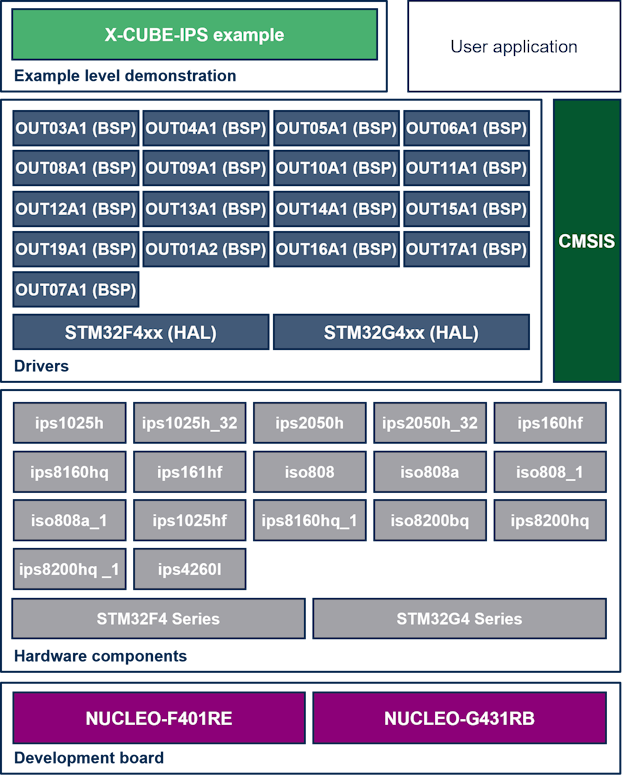 X-CUBE-IPS example
Example level demonstration
User application
OUT03A1 (BSP) OUT04A1 (BSP) OUT05A1 (BSP) OUT06A1 (BSP)
OUT08A1 (BSP) OUT09A1 (BSP) OUT10A1 (BSP) OUT11A1 (BSP)
OUT12A1 (BSP) OUT13A1 (BSP) OUT14A1 (BSP) OUT15A1 (BSP)
OUT19A1 (BSP) OUT01A2 (BSP) OUT16A1 (BSP) OUT17A1 (BSP)
OUT07A1 (BSP)
STM32F4xx (HAL) STM32G4xx (HAL)
Drivers
CMSIS
ips1025h ips1025h_32 ips2050h ips2050h_32 ips160hf
ips8160hq ips161hf iso808 iso808a iso808_1
iso808a_1 ips1025hf ips8160hq_1 iso8200bq ips8200hq
ips8200hq _1 ips4260l
STM32F4 Series STM32G4 Series
Hardware components
NUCLEO-F401RE NUCLEO-G431RB
Development board